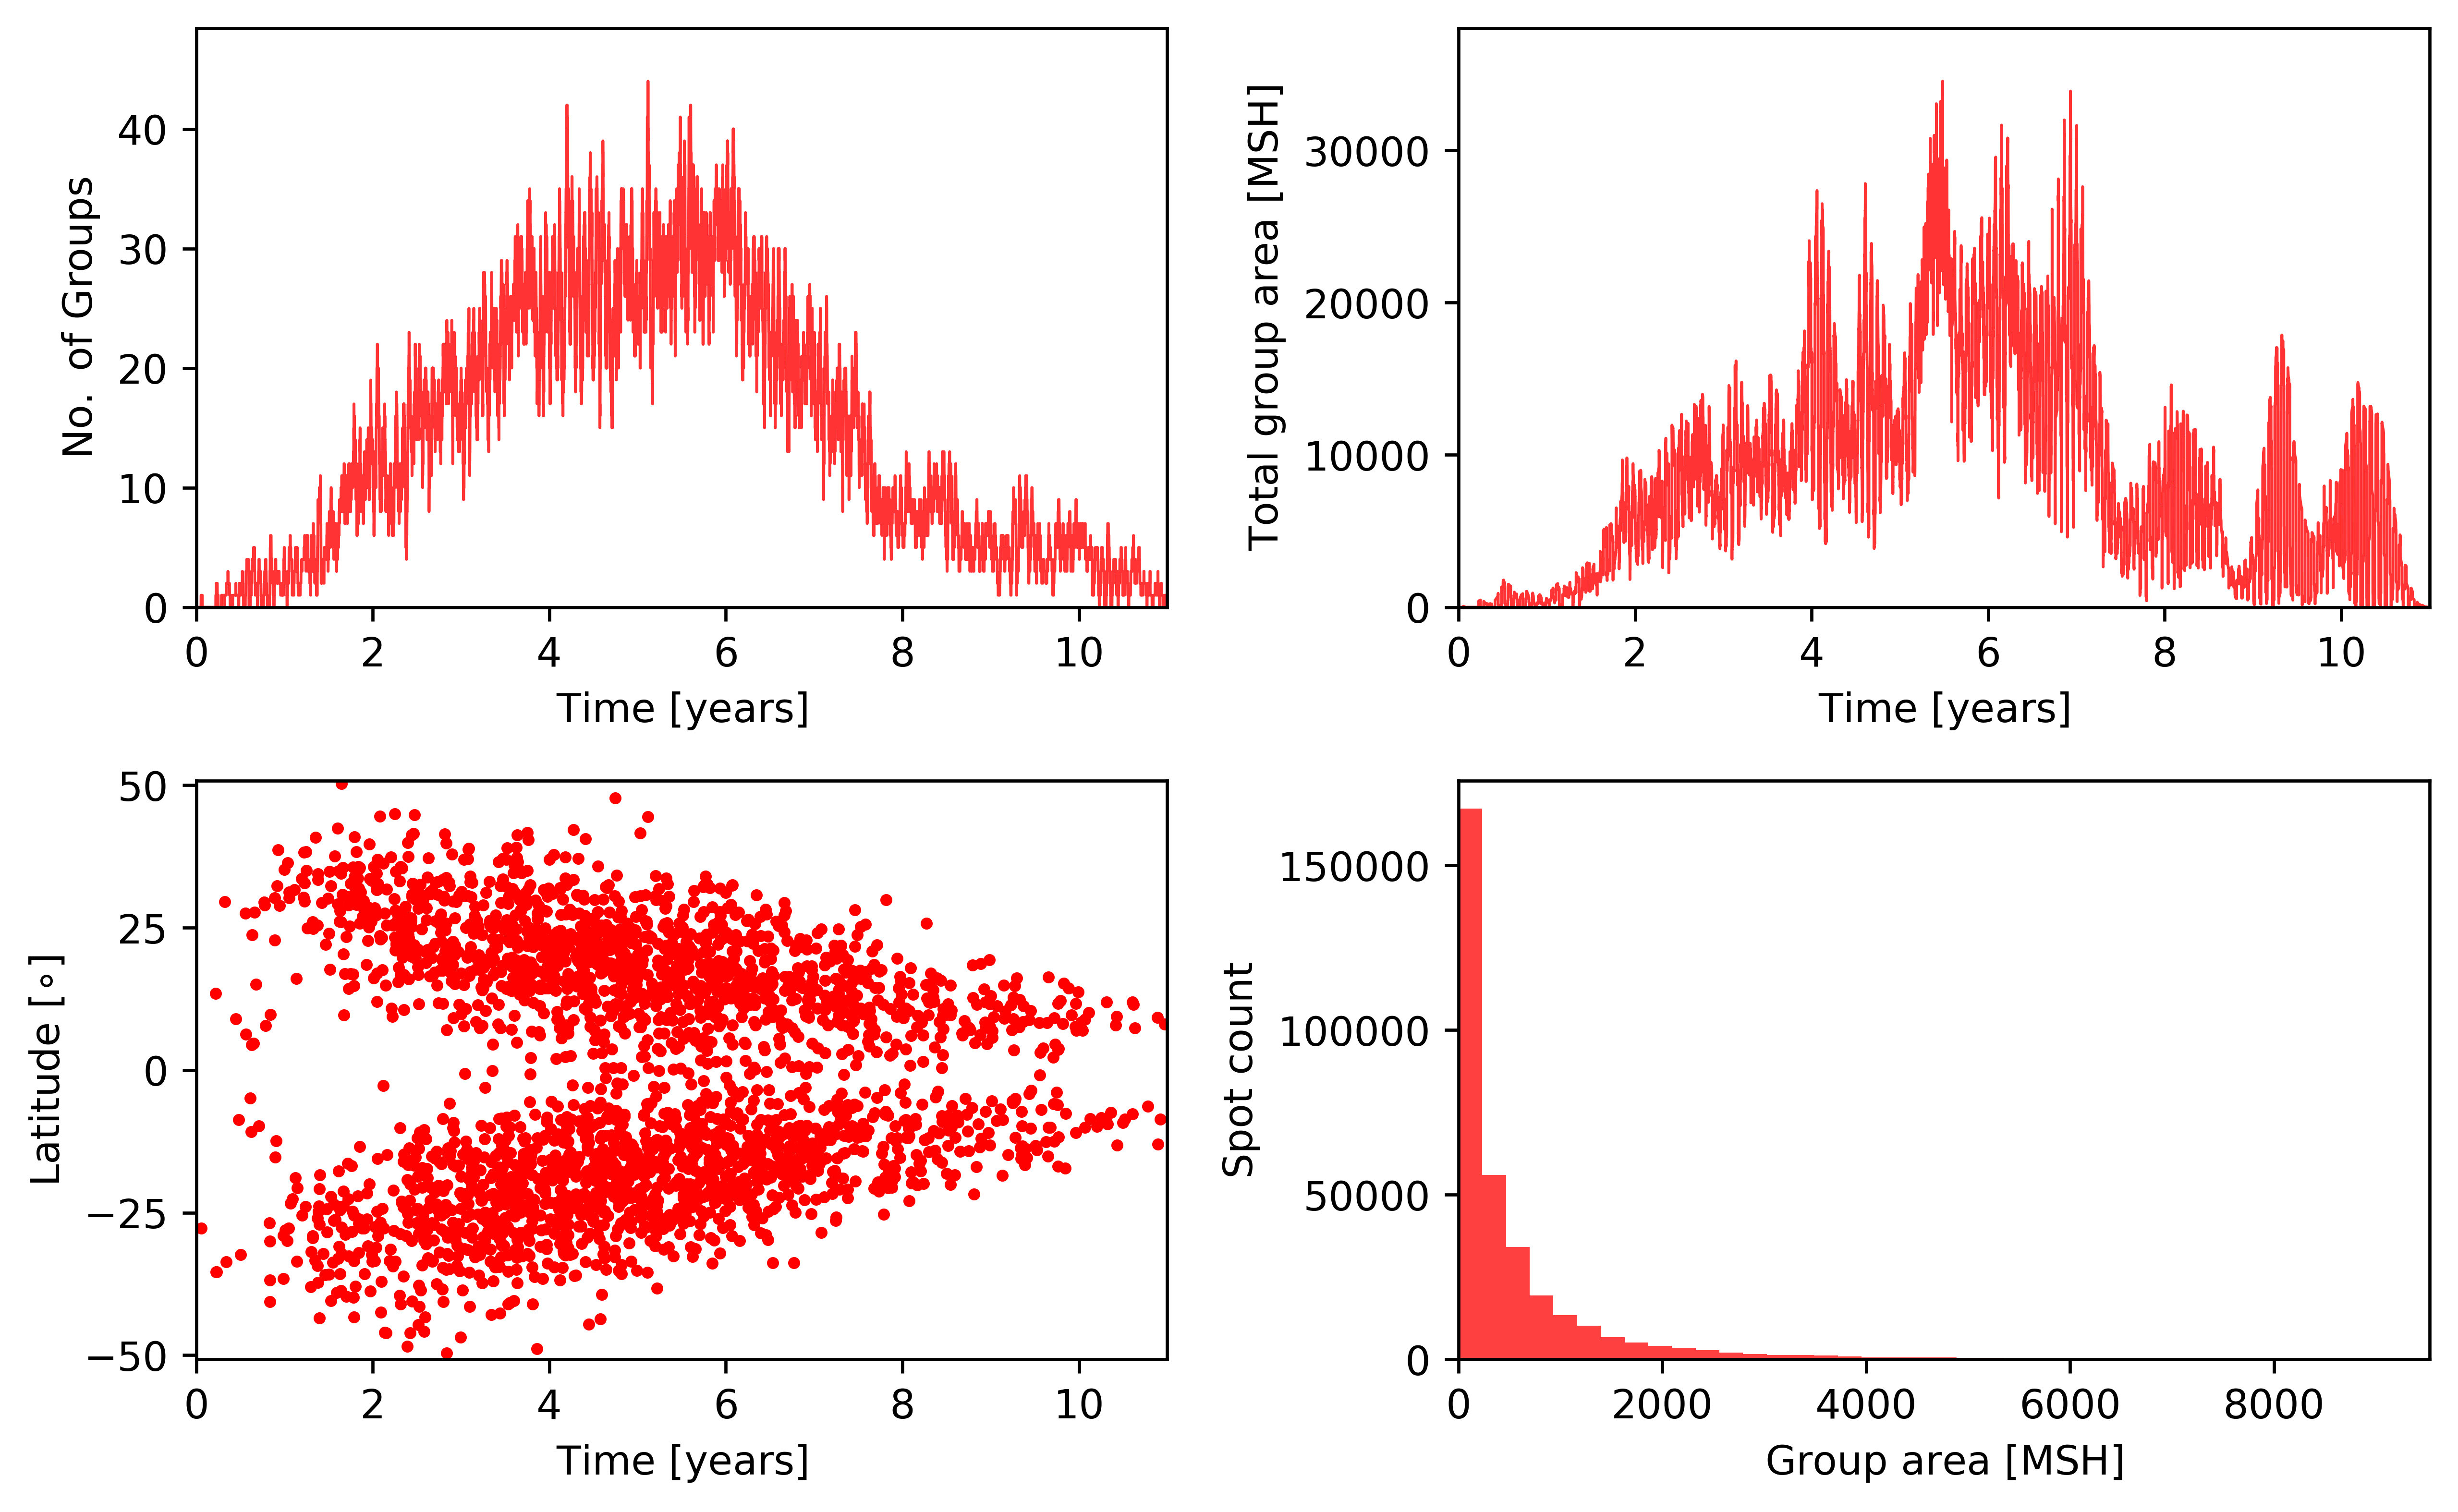 No. of Groups
40
30
20
10
0
0 2 4 6 8 10
Time [years]
Total group area [MSH]
30000
20000
10000
0
0 2 4 6 8 10
Time [years]
Latitude [∘]
50
25
0
−25
−50
0 2 4 6 8 10
Time [years]
Spot count
150000
100000
50000
0
0 2000 4000 6000 8000
Group area [MSH]